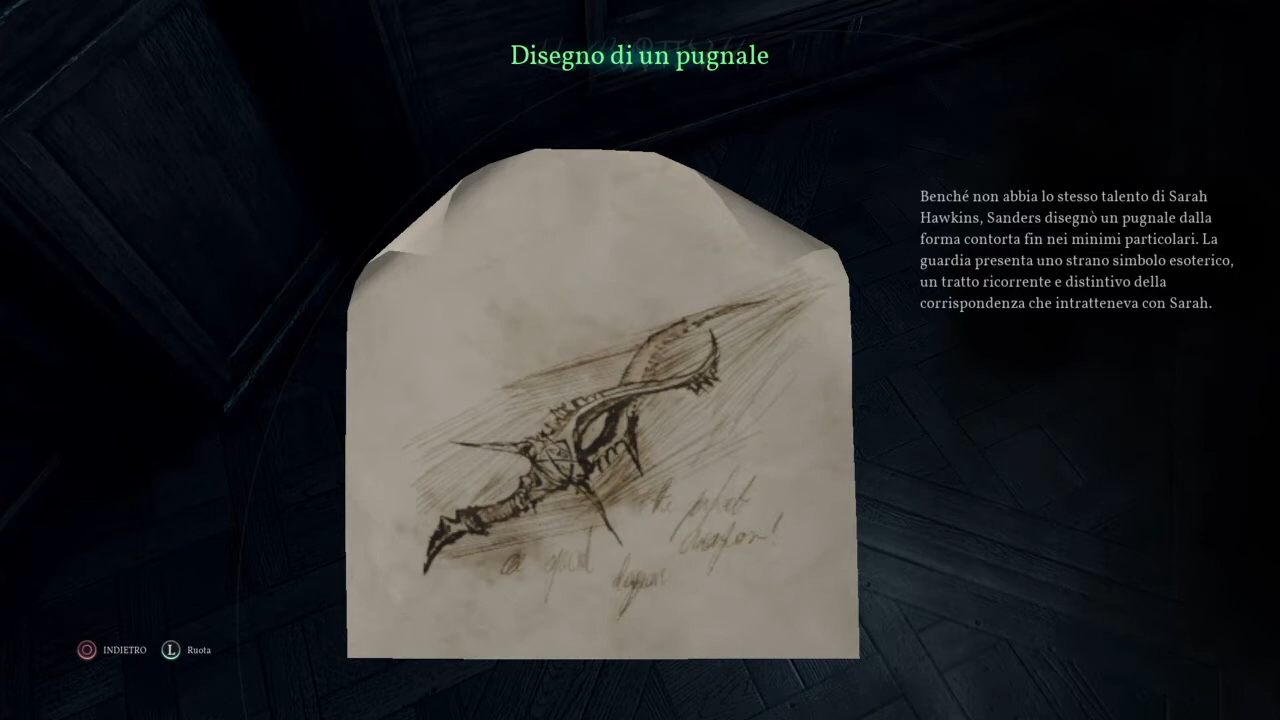 Disegno di un pugnale
Benché non abbia lo stesso talento di Sarah
Hawkins, Sanders disegnò un pugnale dalla
forma contorta fin nei minimi particolari. La
guardia presenta uno strano simbolo esoterico,
un tratto ricorrente e distintivo della
corrispondenza che intratteneva con Sarah.
INDIETRO
L Ruota